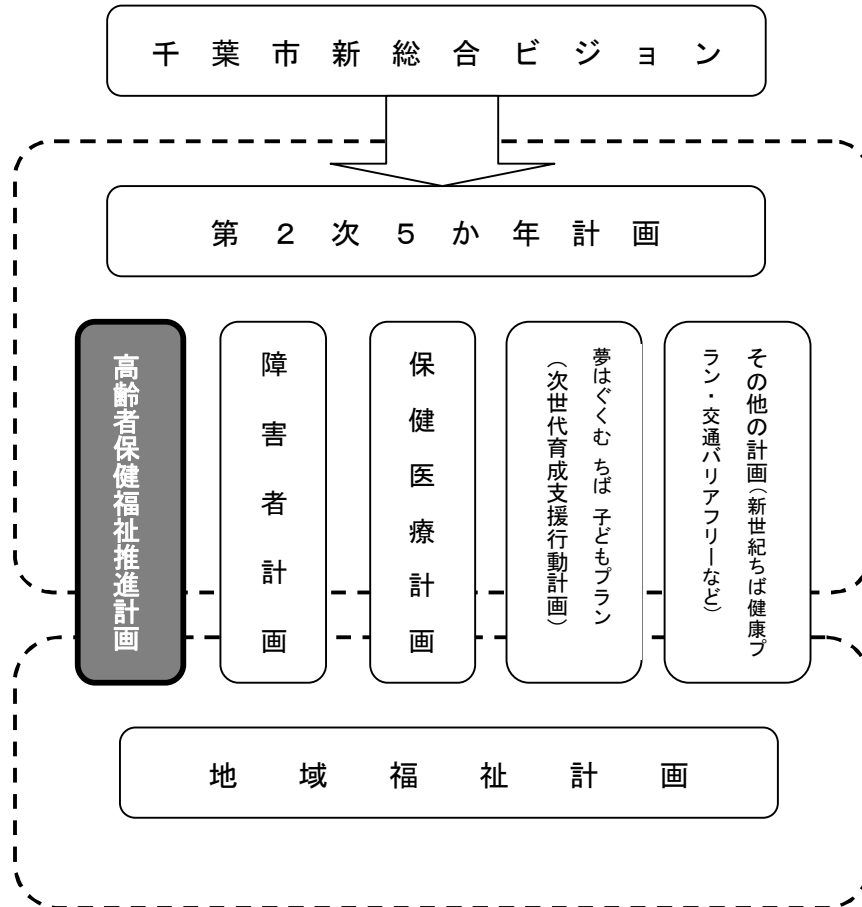 千葉市新総合ビジョン
第２次５か年計画
高齢者保健福祉推進計画
障害者計画
保健医療計画
夢はぐくむ ちば 子どもプラン
（次世代育成支援行動計画）
その他の計画（新世紀ちば健康プ
ラン・交通バリアフリーなど）
地域福祉計画